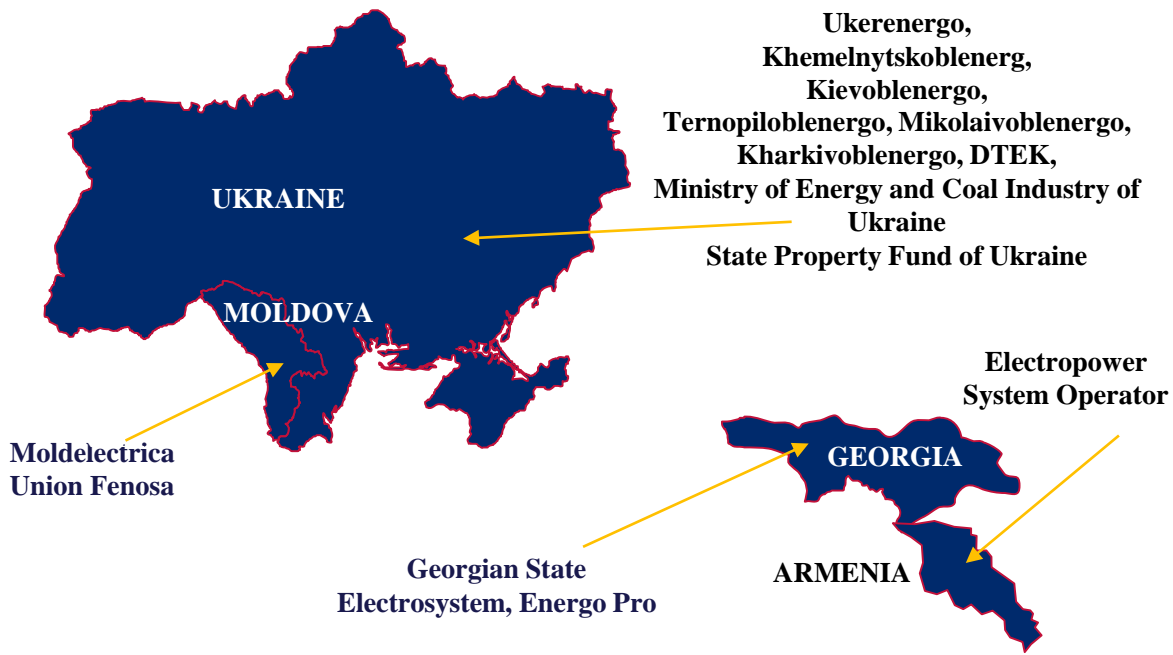 Ukerenergo,
Khemelnytskoblenerg,
Kievoblenergo,
Ternopiloblenergo, Mikolaivoblenergo,
Kharkivoblenergo, DTEK,
Ministry of Energy and Coal Industry of
Ukraine
State Property Fund of Ukraine
UKRAINE
MOLDOVA
Moldelectrica
Union Fenosa
Electropower
System Operator
GEORGIA
Georgian State
Electrosystem, Energo Pro
ARMENIA